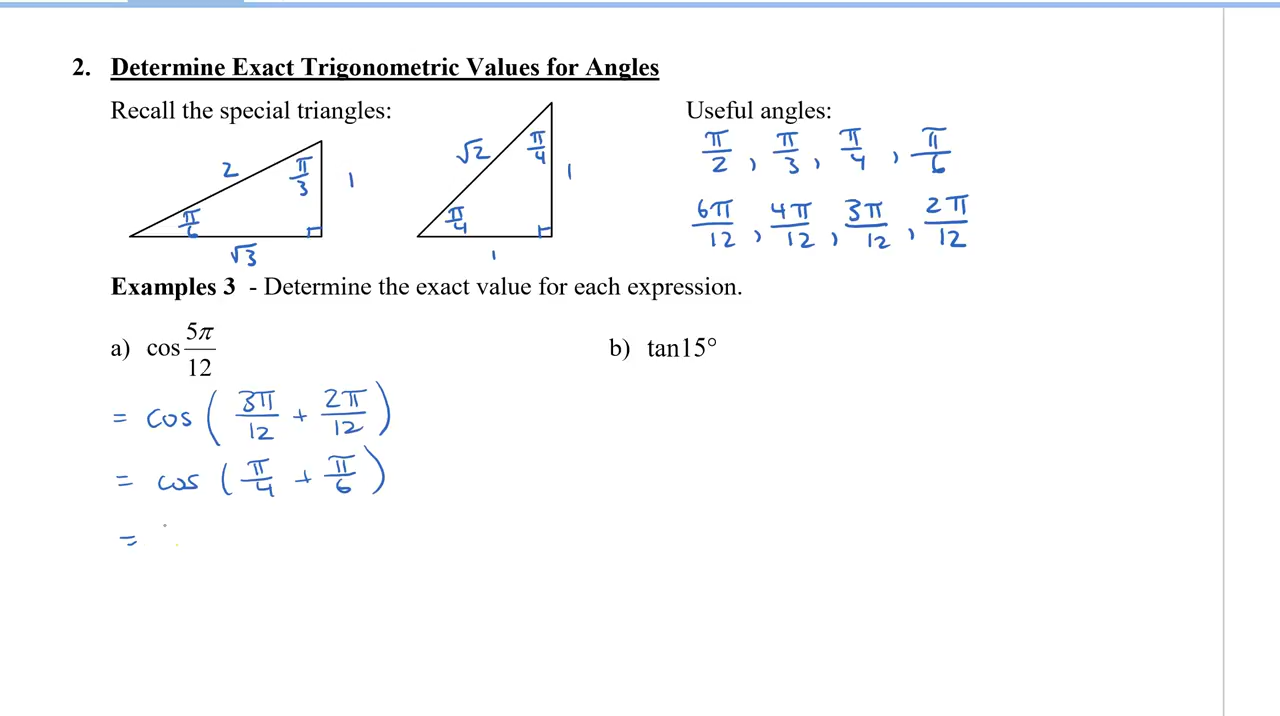 2. Determine Exact Trigonometric Values for Angles
Recall the special triangles:
2
π/3
1
π/6
√3
√2
π/4
1
π/4
1
Useful angles:
π/2 , π/3 , π/4 , π/6
6π/12 , 4π/12 , 3π/12 , 2π/12
Examples 3 - Determine the exact value for each expression.
a) cos 5π/12
= cos ( 3π/12 + 2π/12 )
= cos ( π/4 + π/6 )
=
b) tan15°